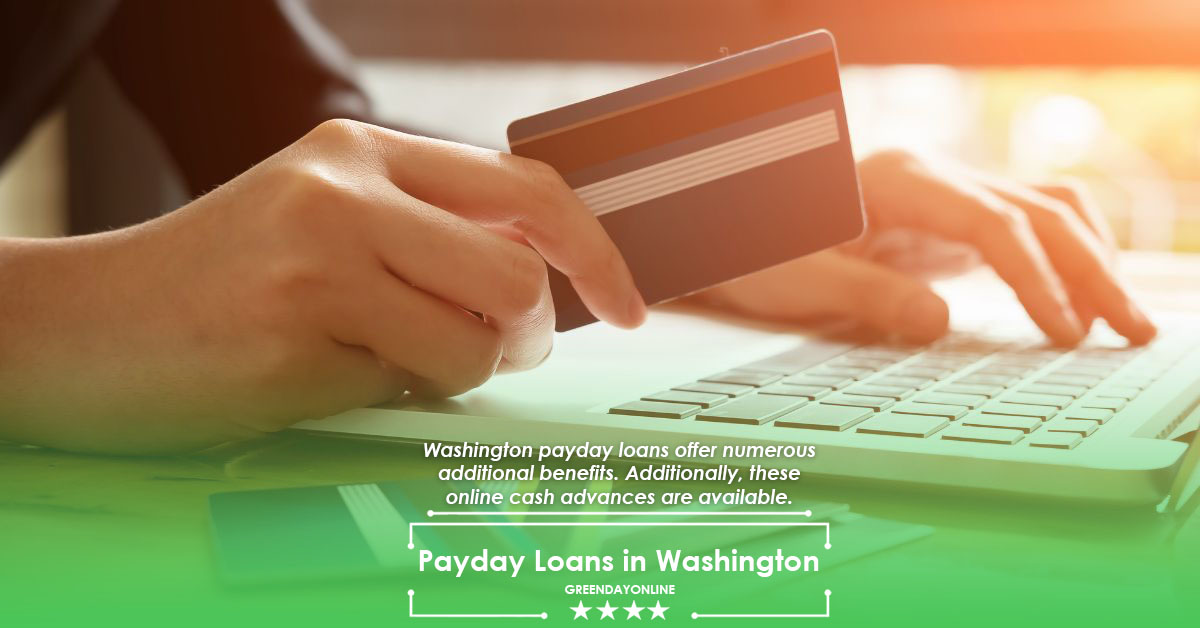 Washington payday loans offer numerous
additional benefits. Additionally, these
online cash advances are available.
Payday Loans in Washington
GREENDAYONLINE